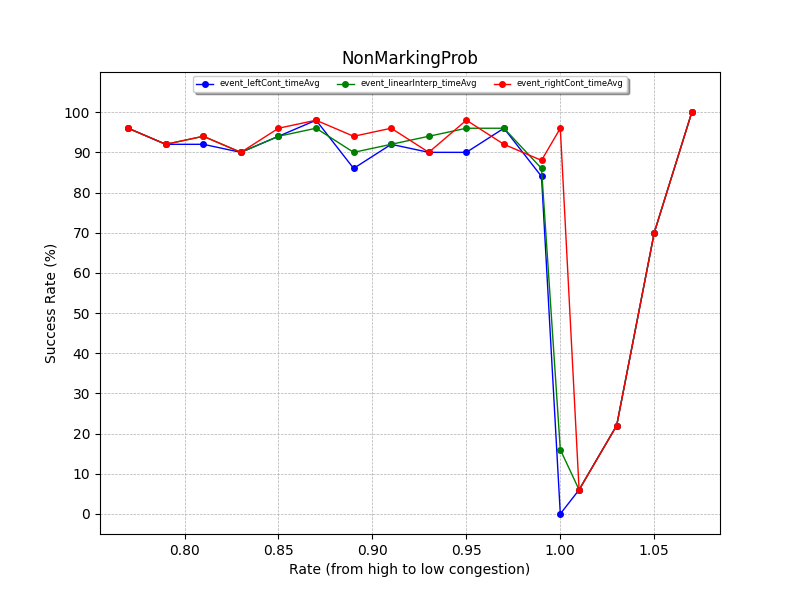 NonMarkingProb
event_leftCont_timeAvg event_linearInterp_timeAvg event_rightCont_timeAvg
100
90
80
70
60
50
40
30
20
10
0
Success Rate (%)
0.80 0.85 0.90 0.95 1.00 1.05
Rate (from high to low congestion)